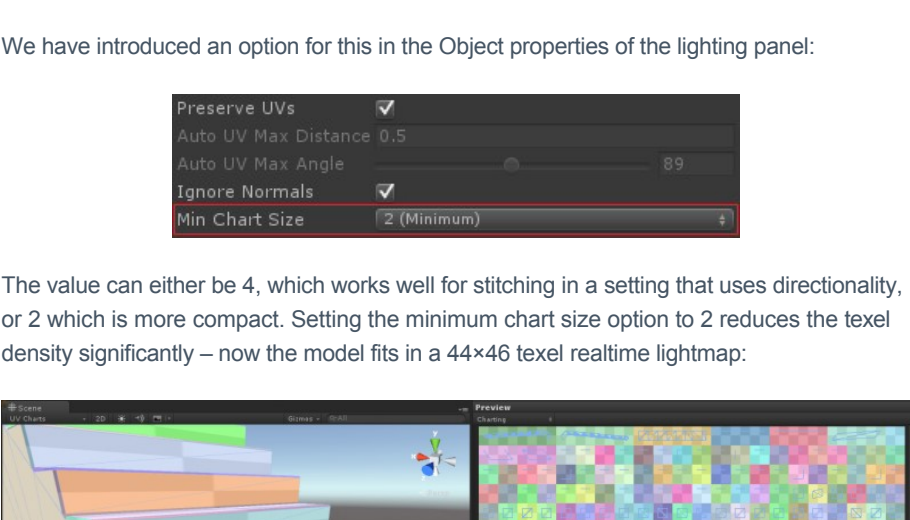 We have introduced an option for this in the Object properties of the lighting panel:
Preserve UVs
Auto UV Max Distance 0.5
Auto UV Max Angle 89
Ignore Normals
Min Chart Size 2 (Minimum)
The value can either be 4, which works well for stitching in a setting that uses directionality,
or 2 which is more compact. Setting the minimum chart size option to 2 reduces the texel
density significantly – now the model fits in a 44×46 texel realtime lightmap:
Scene
UV Charts 2D Gizmos
Preview
Charting